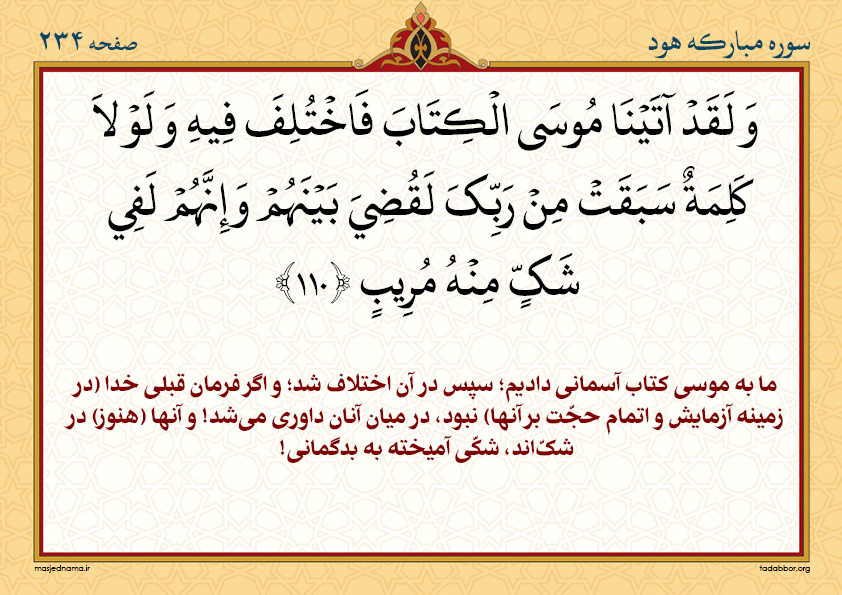 سوره مبارکه هود
صفحه ۲۳۴
وَلَقَدْ آتَيْنَا مُوسَى الْكِتَابَ فَاخْتُلِفَ فِيهِ وَلَوْلاَ
كَلِمَةٌ سَبَقَتْ مِنْ رَبِّکَ لَقُضِيَ بَيْنَهُمْ وَإِنَّهُمْ لَفِي
شَکٍّ مِنْهُ مُرِيبٍ ﴿۱۱۰﴾
ما به موسی کتاب آسمانی دادیم؛ سپس در آن اختلاف شد؛ و اگر فرمان قبلی خدا (در
زمینه آزمایش و اتمام حجّت بر آنها) نبود، در میان آنان داوری می‌شد! و آنها (هنوز) در
شک‌اند، شکّی آمیخته به بدگمانی!
masjednama.ir
tadabbor.org